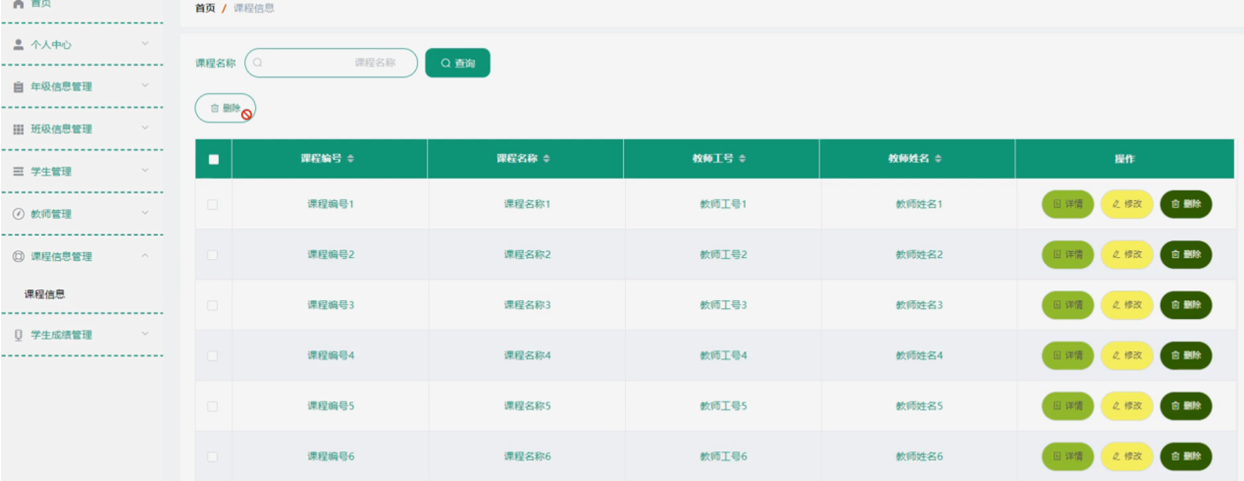 首页
首页 / 课程信息
个人中心
课程名称 课程名称 查询
年级信息管理
删除
班级信息管理
课程编号 课程名称 教师工号 教师姓名 操作
学生管理
课程编号1 课程名称1 教师工号1 教师姓名1 详情 修改 删除
教师管理
课程编号2 课程名称2 教师工号2 教师姓名2 详情 修改 删除
课程信息管理
课程信息
课程编号3 课程名称3 教师工号3 教师姓名3 详情 修改 删除
学生成绩管理
课程编号4 课程名称4 教师工号4 教师姓名4 详情 修改 删除
课程编号5 课程名称5 教师工号5 教师姓名5 详情 修改 删除
课程编号6 课程名称6 教师工号6 教师姓名6 详情 修改 删除